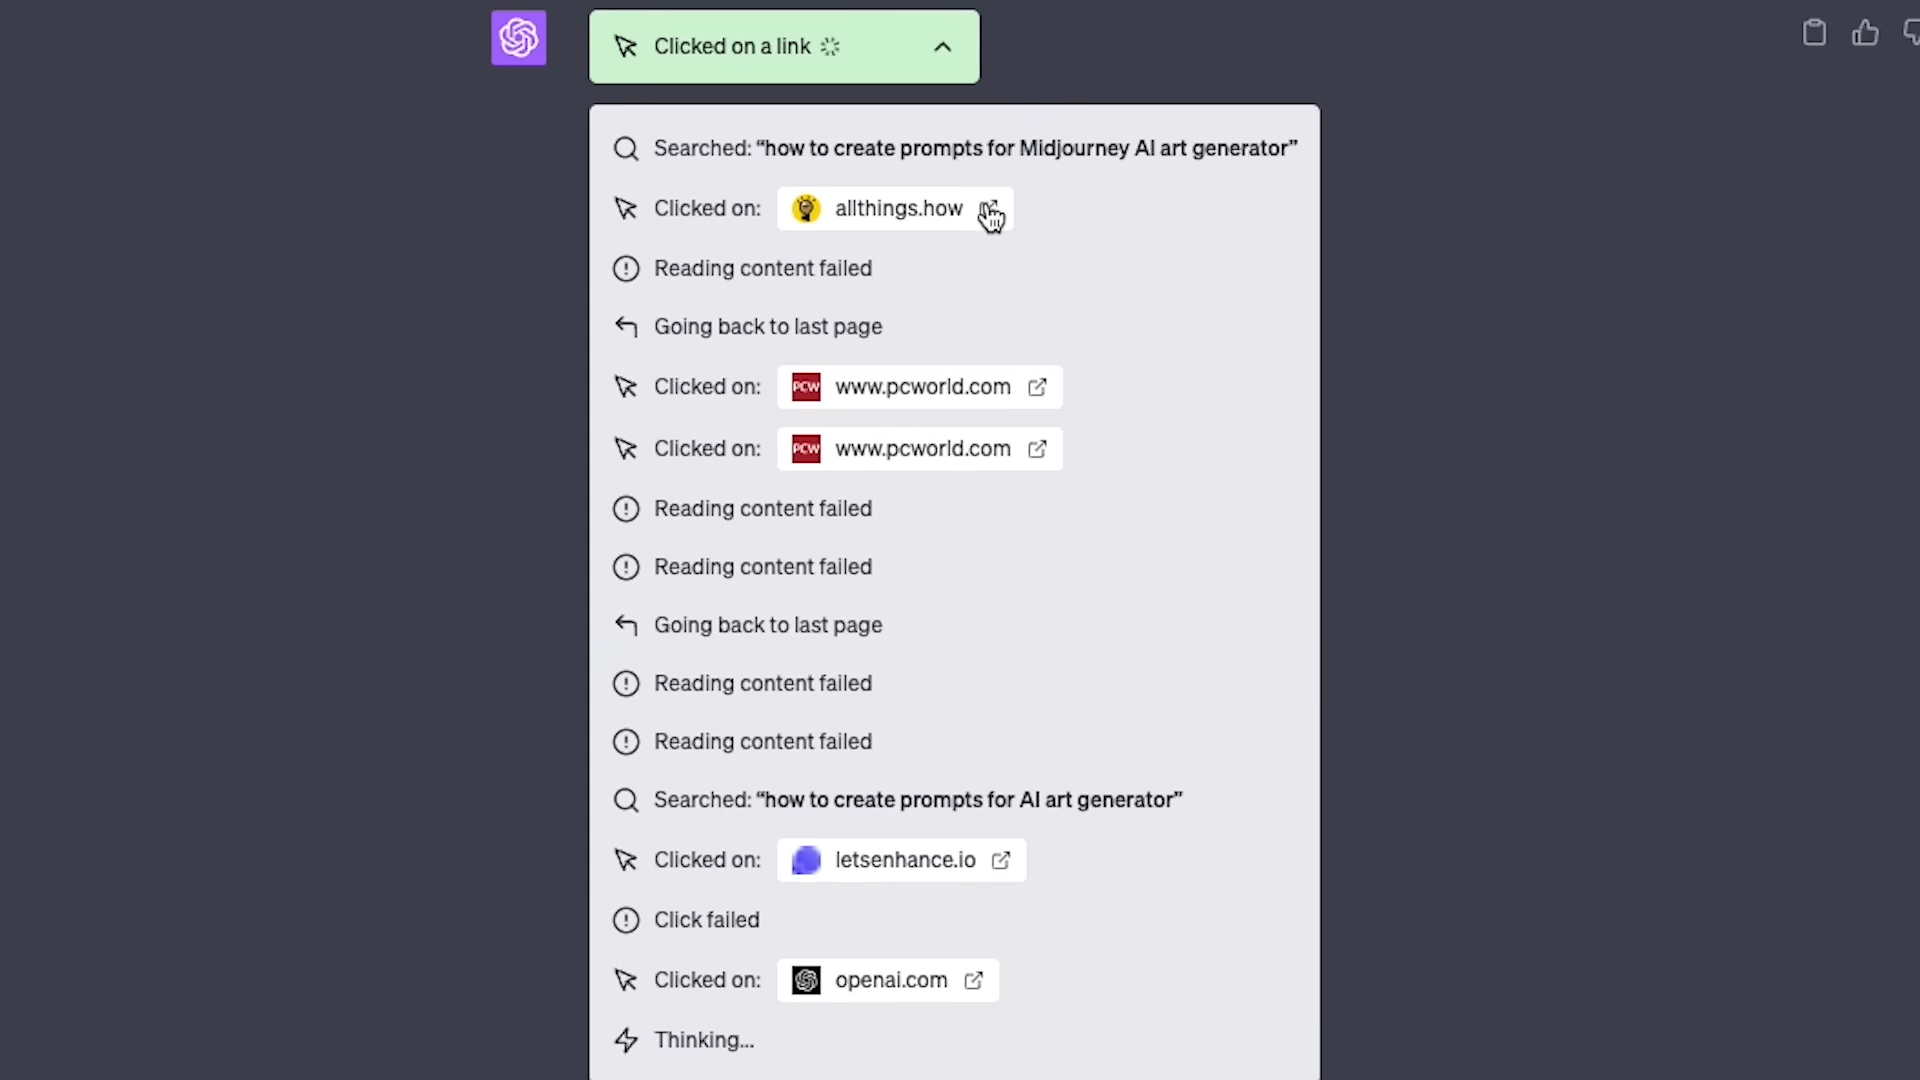 Clicked on a link
Searched: “how to create prompts for Midjourney AI art generator”
Clicked on: allthings.how
Reading content failed
Going back to last page
Clicked on: PCW www.pcworld.com
Clicked on: PCW www.pcworld.com
Reading content failed
Reading content failed
Going back to last page
Reading content failed
Reading content failed
Searched: “how to create prompts for AI art generator”
Clicked on: letsenhance.io
Click failed
Clicked on: openai.com
Thinking...